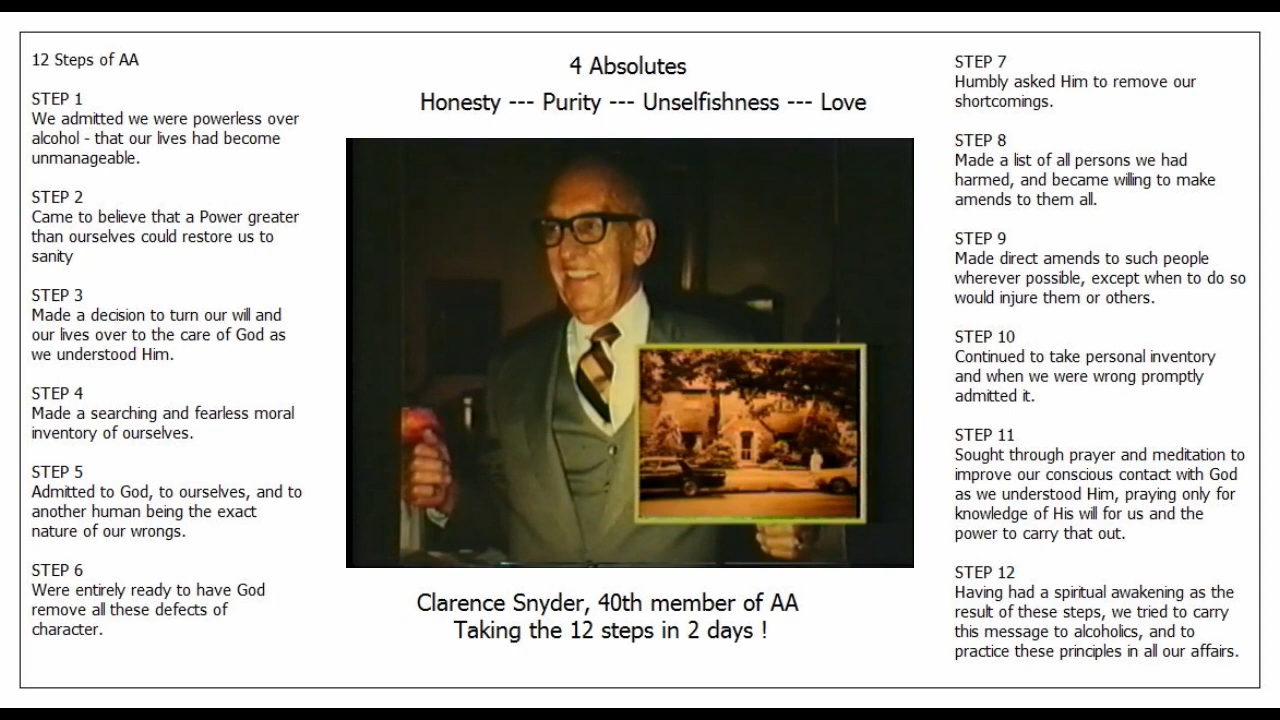 12 Steps of AA
STEP 1
We admitted we were powerless over
alcohol - that our lives had become
unmanageable.
STEP 2
Came to believe that a Power greater
than ourselves could restore us to
sanity
STEP 3
Made a decision to turn our will and
our lives over to the care of God as
we understood Him.
STEP 4
Made a searching and fearless moral
inventory of ourselves.
STEP 5
Admitted to God, to ourselves, and to
another human being the exact
nature of our wrongs.
STEP 6
Were entirely ready to have God
remove all these defects of
character.
4 Absolutes
Honesty --- Purity --- Unselfishness --- Love
Clarence Snyder, 40th member of AA
Taking the 12 steps in 2 days !
STEP 7
Humbly asked Him to remove our
shortcomings.
STEP 8
Made a list of all persons we had
harmed, and became willing to make
amends to them all.
STEP 9
Made direct amends to such people
wherever possible, except when to do so
would injure them or others.
STEP 10
Continued to take personal inventory
and when we were wrong promptly
admitted it.
STEP 11
Sought through prayer and meditation to
improve our conscious contact with God
as we understood Him, praying only for
knowledge of His will for us and the
power to carry that out.
STEP 12
Having had a spiritual awakening as the
result of these steps, we tried to carry
this message to alcoholics, and to
practice these principles in all our affairs.